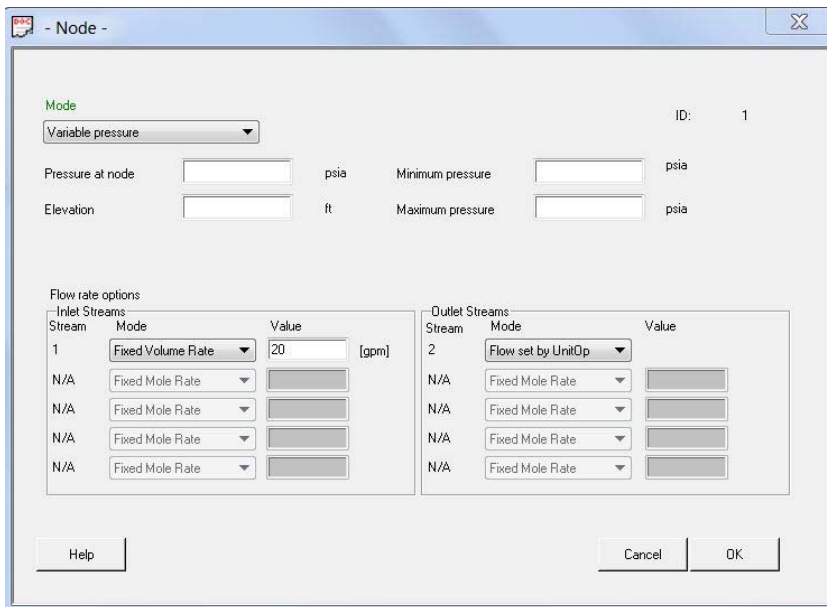 - Node -
Mode
Variable pressure
ID: 1
Pressure at node psia Minimum pressure psia
Elevation ft Maximum pressure psia
Flow rate options
Inlet Streams
Stream Mode Value
1 Fixed Volume Rate 20 [gpm]
N/A Fixed Mole Rate
N/A Fixed Mole Rate
N/A Fixed Mole Rate
N/A Fixed Mole Rate
Outlet Streams
Stream Mode Value
2 Flow set by UnitOp
N/A Fixed Mole Rate
N/A Fixed Mole Rate
N/A Fixed Mole Rate
N/A Fixed Mole Rate
Help Cancel OK